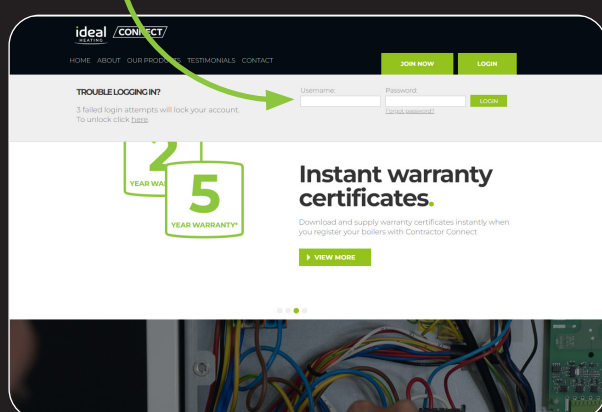 ideal CONNECT
HEATING
HOME ABOUT OUR PRODUCTS TESTIMONIALS CONTACT
JOIN NOW
LOGIN
TROUBLE LOGGING IN?
3 failed login attempts will lock your account.
To unlock click here.
Username:
Password:
LOGIN
Forgot password?
2
YEAR WA
5
YEAR WARRANTY*
Instant warranty
certificates.
Download and supply warranty certificates instantly when
you register your boilers with Contractor Connect
VIEW MORE